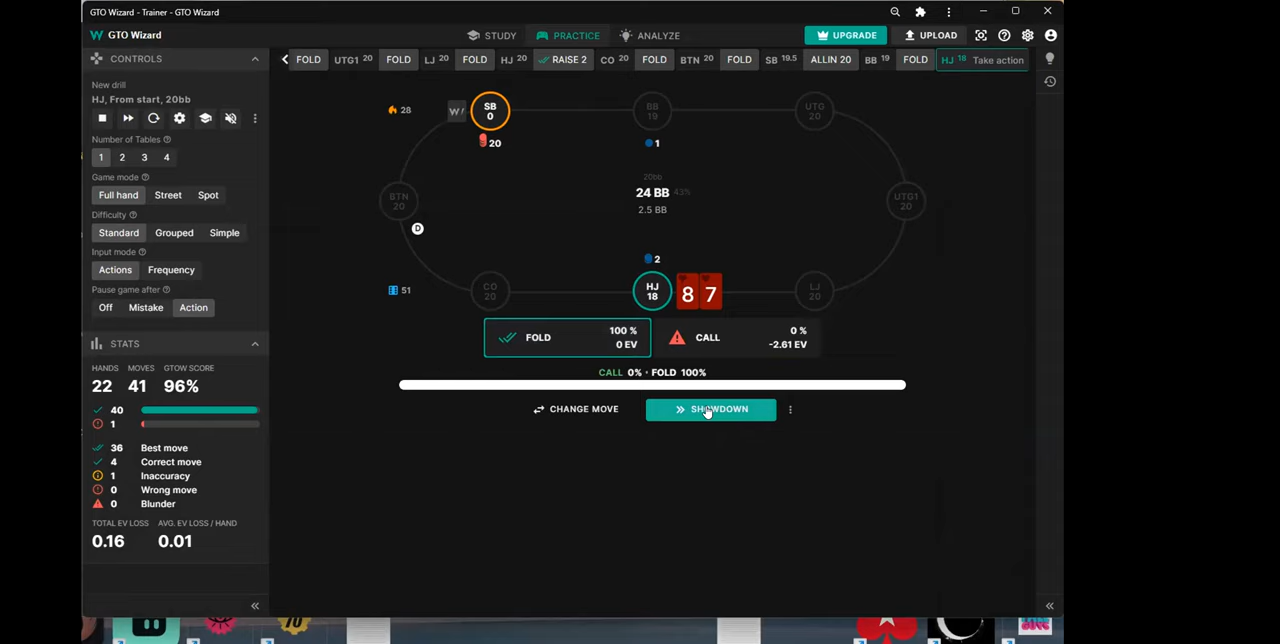 GTO Wizard - Trainer - GTO Wizard
GTO Wizard
STUDY
PRACTICE
ANALYZE
UPGRADE
UPLOAD
CONTROLS
FOLD
UTG1 20
FOLD
LJ 20
FOLD
HJ 20
RAISE 2
CO 20
FOLD
BTN 20
FOLD
SB 19.5
ALLIN 20
BB 19
FOLD
HJ 18 Take action
New drill
HJ, From start, 20bb
Number of Tables
1 2 3 4
Game mode
Full hand Street Spot
Difficulty
Standard Grouped Simple
Input mode
Actions Frequency
Pause game after
Off Mistake Action
STATS
HANDS MOVES GTOW SCORE
22 41 96%
40
1
36 Best move
4 Correct move
1 Inaccuracy
0 Wrong move
0 Blunder
TOTAL EV LOSS AVG. EV LOSS / HAND
0.16 0.01
28
SB
0
20
BB
19
1
UTG
20
20bb
24 BB 43%
2.5 BB
BTN
20
UTG1
20
D
2
51
CO
20
HJ
18
8 7
LJ
20
FOLD 100 %
0 EV
CALL 0 %
-2.61 EV
CALL 0% • FOLD 100%
CHANGE MOVE
SHOWDOWN